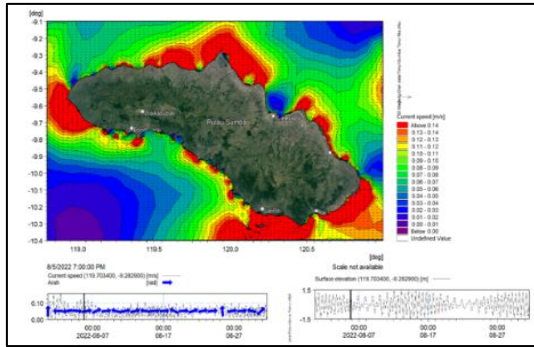 [deg]
-9.1
-9.2
-9.3
-9.4
-9.5
-9.6
-9.7
-9.8
-9.9
-10.0
-10.1
-10.2
-10.3
-10.4
119.0
119.5
120.0
120.5
[deg]
Current speed [m/s]
Above 0.14
0.13 - 0.14
0.12 - 0.13
0.11 - 0.12
0.10 - 0.11
0.09 - 0.10
0.08 - 0.09
0.07 - 0.08
0.06 - 0.07
0.05 - 0.06
0.04 - 0.05
0.03 - 0.04
0.02 - 0.03
0.01 - 0.02
0.00 - 0.01
Below 0.00
Undefined Value
8/5/2022 7:00:00 PM
Scale not available
Current speed (119.703400, -9.282900) [m/s]
Arah [rad]
0.10
0.00
00:00 00:00 00:00
2022-08-07 08-17 08-27
Surface elevation (119.703400, -9.282900) [m]
1.5
-1.5
00:00 00:00 00:00
2022-08-07 08-17 08-27